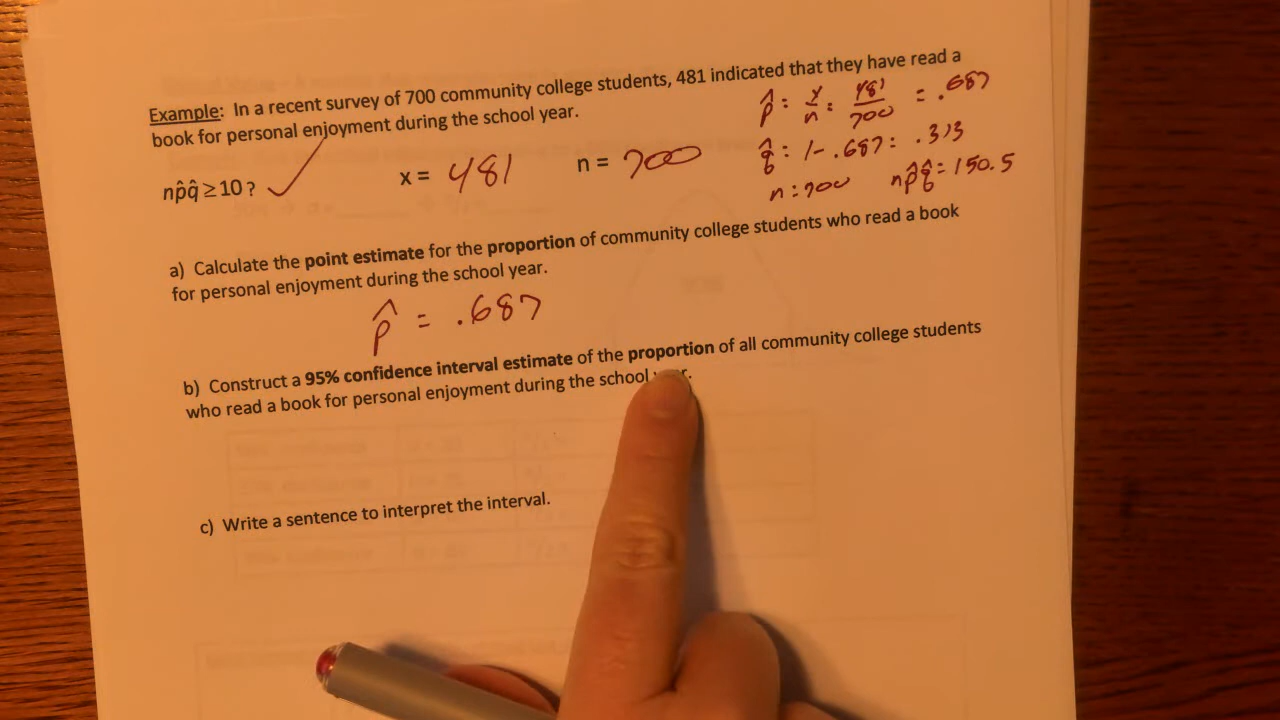 Example: In a recent survey of 700 community college students, 481 indicated that they have read a
book for personal enjoyment during the school year.
p̂ = x/n = 481/700 = .687
q̂ = 1 - .687 = .313
n = 700 np̂q̂ = 150.5
np̂q̂ ≥ 10 ? ✓ x = 481 n = 700
a) Calculate the point estimate for the proportion of community college students who read a book
for personal enjoyment during the school year.
p̂ = .687
b) Construct a 95% confidence interval estimate of the proportion of all community college students
who read a book for personal enjoyment during the school
c) Write a sentence to interpret the interval.